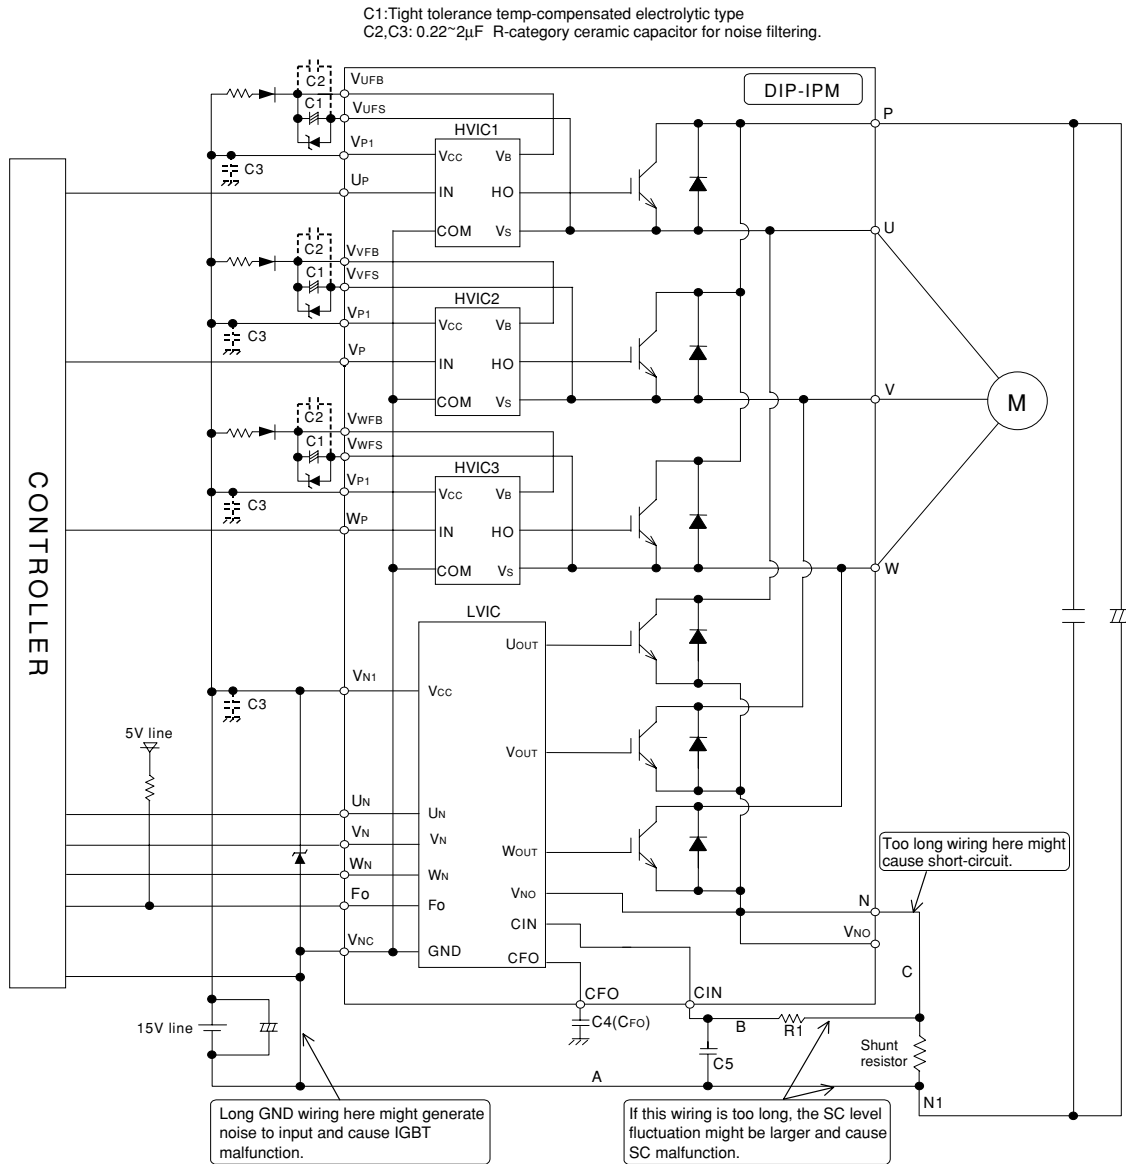 C1:Tight tolerance temp-compensated electrolytic type
C2,C3: 0.22~2µF R-category ceramic capacitor for noise filtering.
C2
VUFB
DIP-IPM
C1
VUFS
P
HVIC1
VP1
VCC
VB
C3
UP
IN
HO
COM
VS
U
C2
VVFB
C1
VVFS
HVIC2
VP1
VCC
VB
C3
VP
IN
HO
COM
VS
V
M
C2
VWFB
C1
VWFS
HVIC3
VP1
VCC
VB
C3
WP
IN
HO
COM
VS
W
CONTROLLER
LVIC
UOUT
VN1
VCC
C3
5V line
VOUT
UN
UN
VN
VN
WOUT
WN
WN
Too long wiring here might
cause short-circuit.
Fo
Fo
VNO
N
CIN
VNO
VNC
GND
CFO
C
CFO
CIN
15V line
C4(CFO)
B
R1
C5
Shunt
resistor
A
N1
Long GND wiring here might generate
noise to input and cause IGBT
malfunction.
If this wiring is too long, the SC level
fluctuation might be larger and cause
SC malfunction.